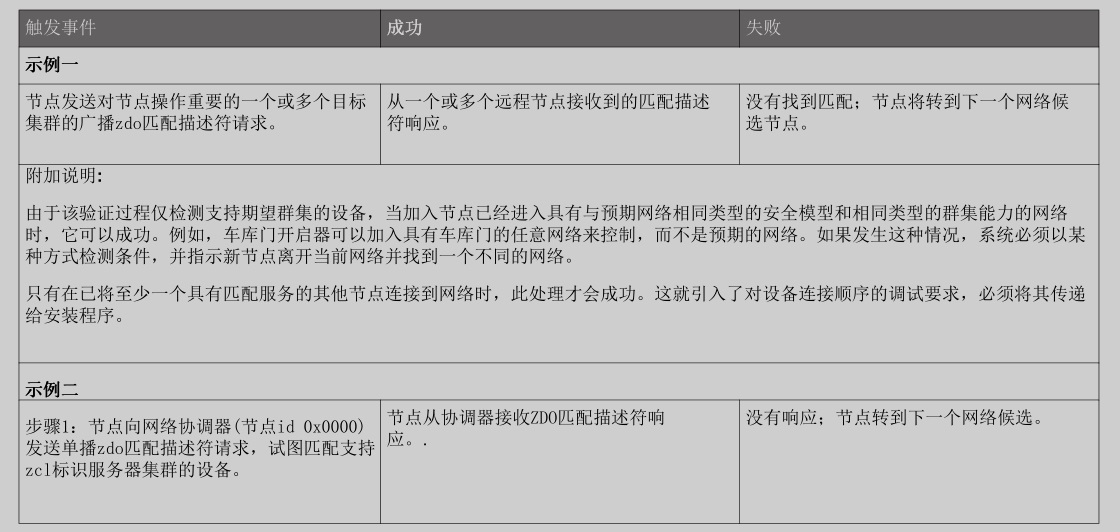 触发事件
成功
失败
示例一
节点发送对节点操作重要的一个或多个目标
集群的广播zdo匹配描述符请求。
从一个或多个远程节点接收到的匹配描述
符响应。
没有找到匹配；节点将转到下一个网络候
选节点。
附加说明:
由于该验证过程仅检测支持期望群集的设备，当加入节点已经进入具有与预期网络相同类型的安全模型和相同类型的群集能力的网络
时，它可以成功。例如，车库门开启器可以加入具有车库门的任意网络来控制，而不是预期的网络。如果发生这种情况，系统必须以某
种方式检测条件，并指示新节点离开当前网络并找到一个不同的网络。
只有在已将至少一个具有匹配服务的其他节点连接到网络时，此处理才会成功。这就引入了对设备连接顺序的调试要求，必须将其传递
给安装程序。
示例二
步骤1：节点向网络协调器(节点id 0x0000)
发送单播zdo匹配描述符请求，试图匹配支持
zcl标识服务器集群的设备。
节点从协调器接收ZDO匹配描述符响
应。.
没有响应；节点转到下一个网络候选。